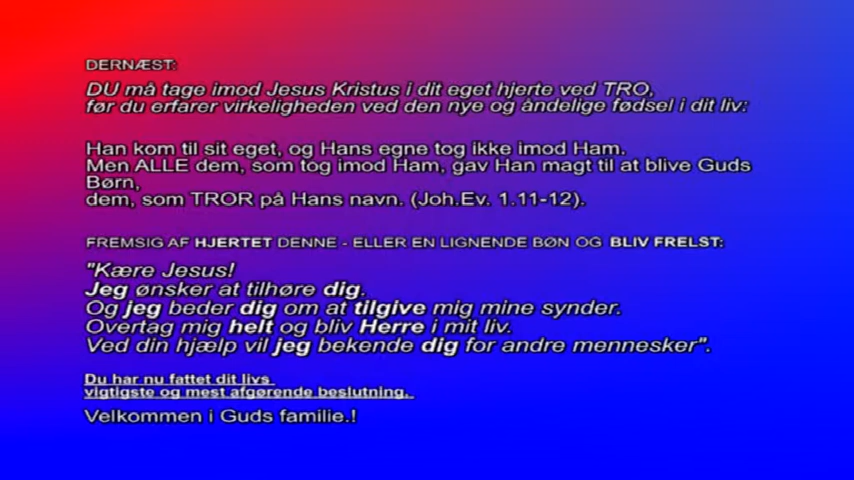 DERNÆST:
DU må tage imod Jesus Kristus i dit eget hjerte ved TRO,
før du erfarer virkeligheden ved den nye og åndelige fødsel i dit liv:
Han kom til sit eget, og Hans egne tog ikke imod Ham.
Men ALLE dem, som tog imod Ham, gav Han magt til at blive Guds
Børn,
dem, som TROR på Hans navn. (Joh.Ev. 1.11-12).
FREMSIG AF HJERTET DENNE - ELLER EN LIGNENDE BØN OG BLIV FRELST:
"Kære Jesus!
Jeg ønsker at tilhøre dig.
Og jeg beder dig om at tilgive mig mine synder.
Overtag mig helt og bliv Herre i mit liv.
Ved din hjælp vil jeg bekende dig for andre mennesker".
Du har nu fattet dit livs
vigtigste og mest afgørende beslutning.
Velkommen i Guds familie.!